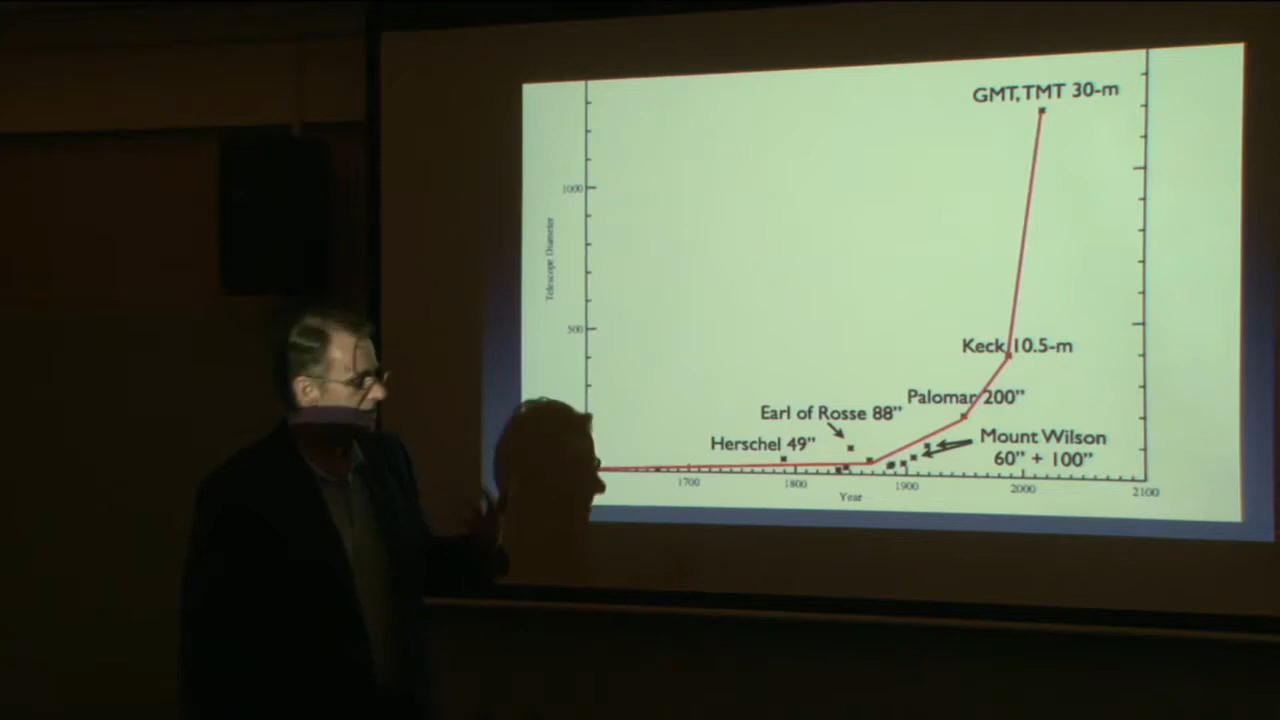 GMT, TMT 30-m
1000
Telescope Diameter
500
Keck 10.5-m
Palomar 200”
Earl of Rosse 88”
Herschel 49”
Mount Wilson
60” + 100”
1700
1800
1900
2000
2100
Year